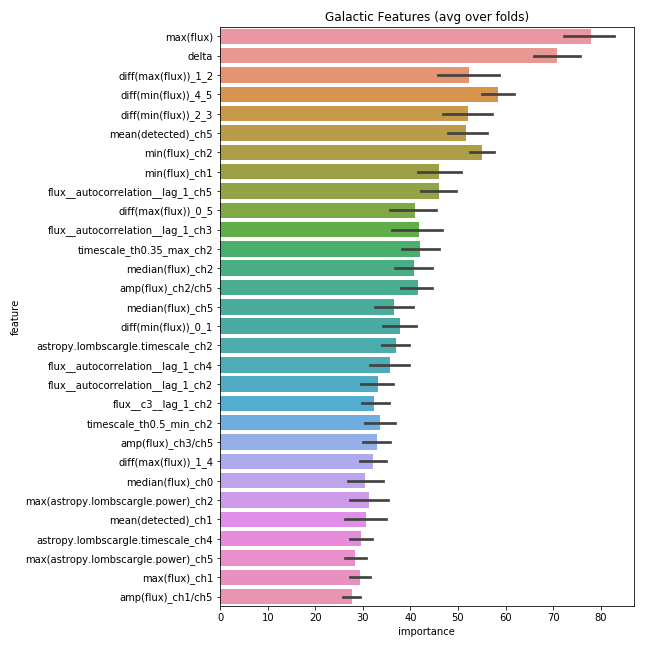 Galactic Features (avg over folds)
max(flux)
delta
diff(max(flux))_1_2
diff(min(flux))_4_5
diff(min(flux))_2_3
mean(detected)_ch5
min(flux)_ch2
min(flux)_ch1
flux__autocorrelation__lag_1_ch5
diff(max(flux))_0_5
flux__autocorrelation__lag_1_ch3
timescale_th0.35_max_ch2
median(flux)_ch2
amp(flux)_ch2/ch5
median(flux)_ch5
diff(min(flux))_0_1
astropy.lombscargle.timescale_ch2
flux__autocorrelation__lag_1_ch4
flux__autocorrelation__lag_1_ch2
flux__c3__lag_1_ch2
timescale_th0.5_min_ch2
amp(flux)_ch3/ch5
diff(max(flux))_1_4
median(flux)_ch0
max(astropy.lombscargle.power)_ch2
mean(detected)_ch1
astropy.lombscargle.timescale_ch4
max(astropy.lombscargle.power)_ch5
max(flux)_ch1
amp(flux)_ch1/ch5
feature
0 10 20 30 40 50 60 70 80
importance